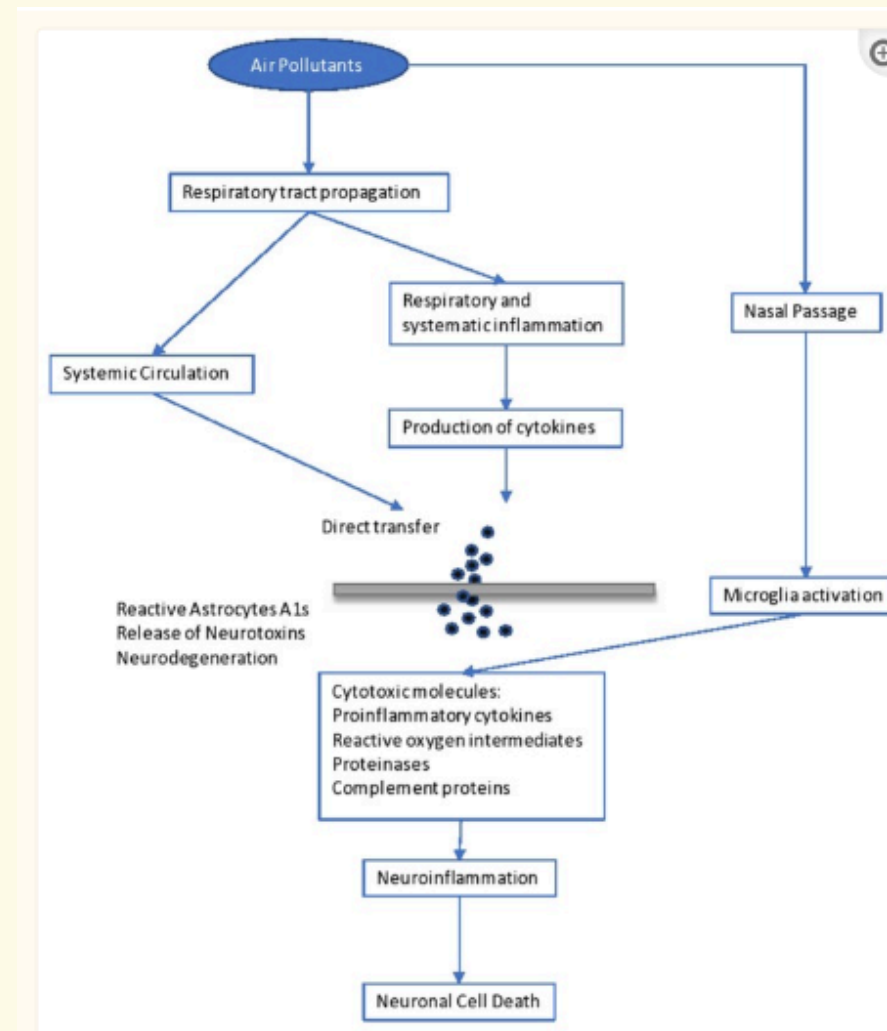 Air Pollutants
Respiratory tract propagation
Respiratory and
systematic inflammation
Nasal Passage
Systemic Circulation
Production of cytokines
Direct transfer
Reactive Astrocytes A1s
Release of Neurotoxins
Neurodegeneration
Microglia activation
Cytotoxic molecules:
Proinflammatory cytokines
Reactive oxygen intermediates
Proteinases
Complement proteins
Neuroinflammation
Neuronal Cell Death